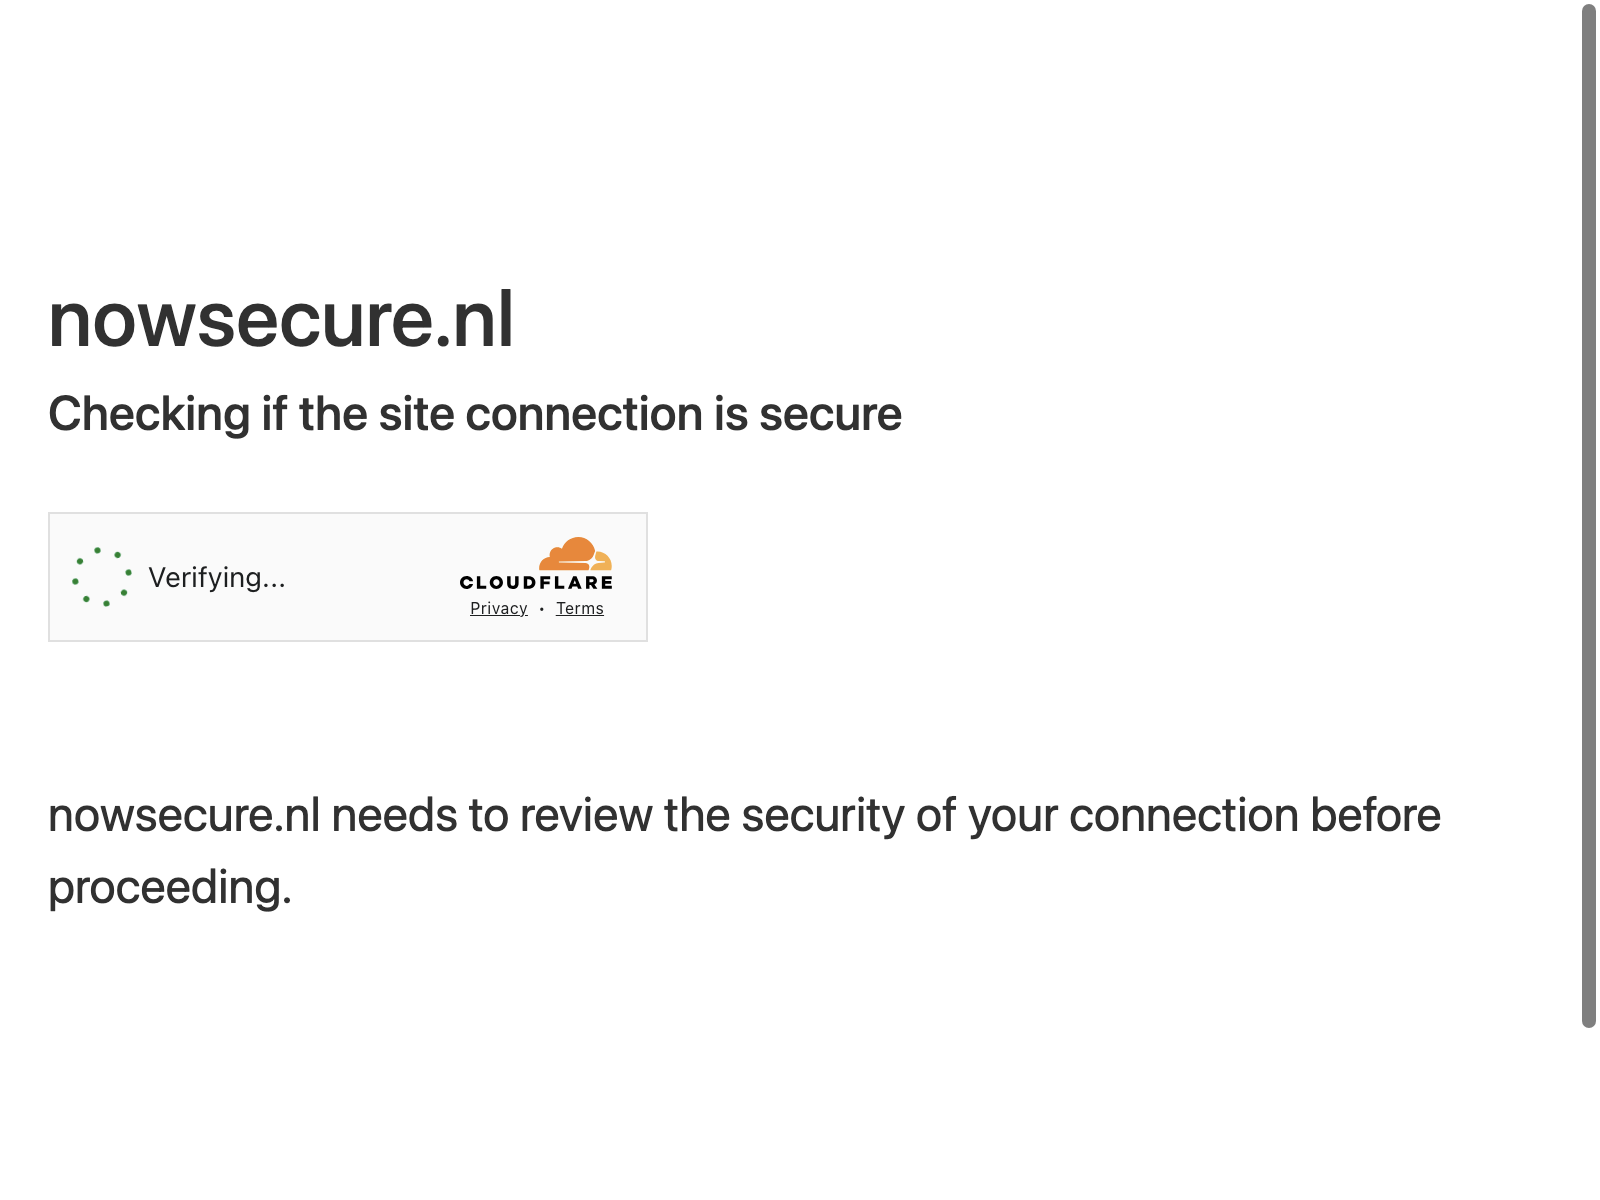 nowsecure.nl
Checking if the site connection is secure
Verifying...
CLOUDFLARE
Privacy • Terms
nowsecure.nl needs to review the security of your connection before
proceeding.